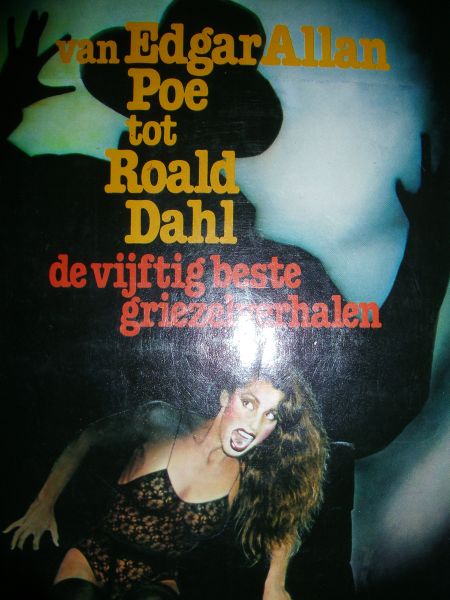 van Edgar Allan
Poe
tot
Roald
Dahl
de vijftig beste
griezelverhalen